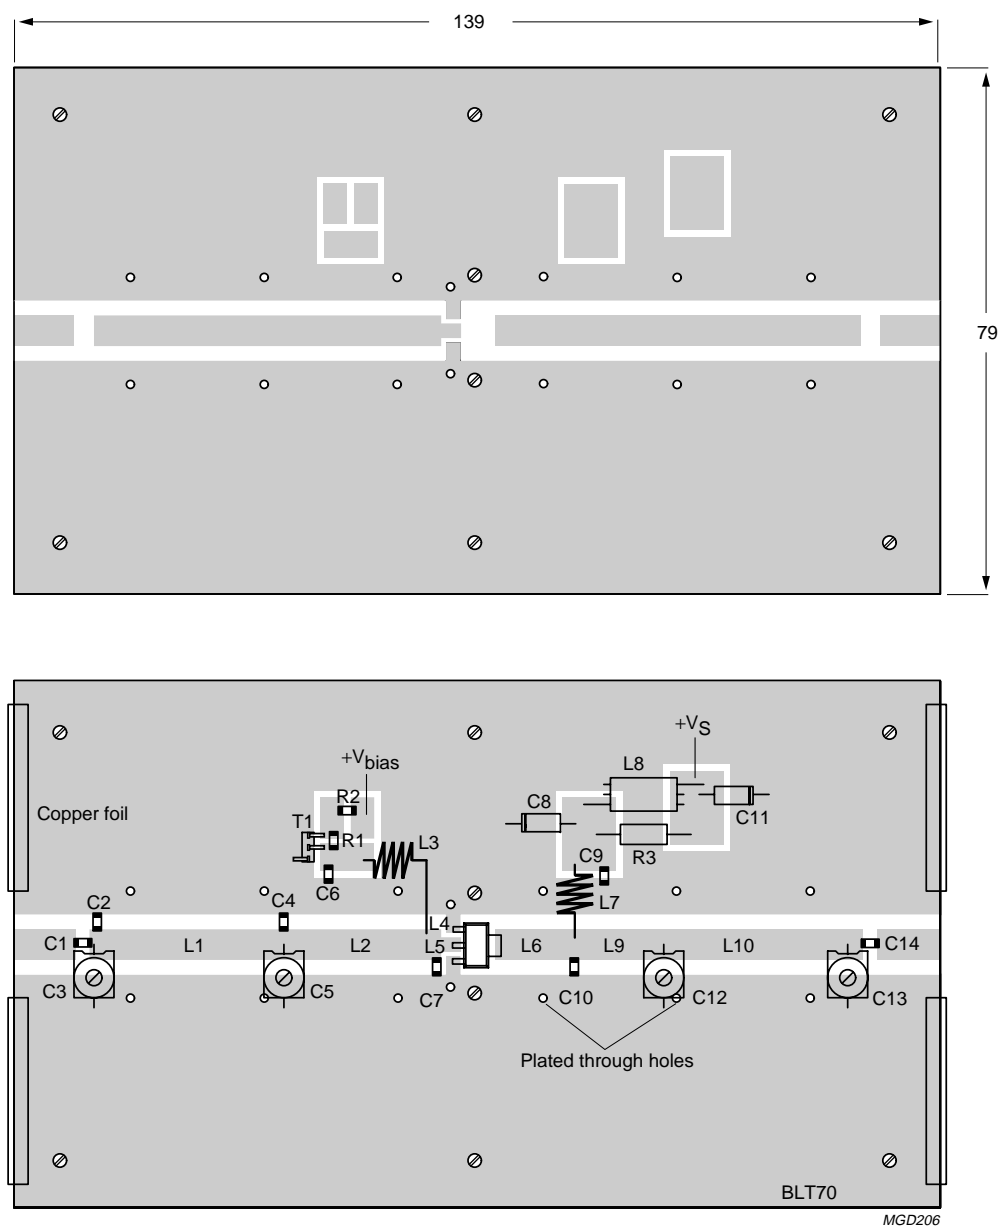 139
79
+VS
L8
+Vbias
C8
R2
Copper foil
C11
T1
R1
L3
R3
C9
C6
C2
C4
L7
L4
C1
L1
L2
L5
L6
L9
L10
C14
C3
C5
C7
C10
C12
C13
Plated through holes
BLT70
MGD206